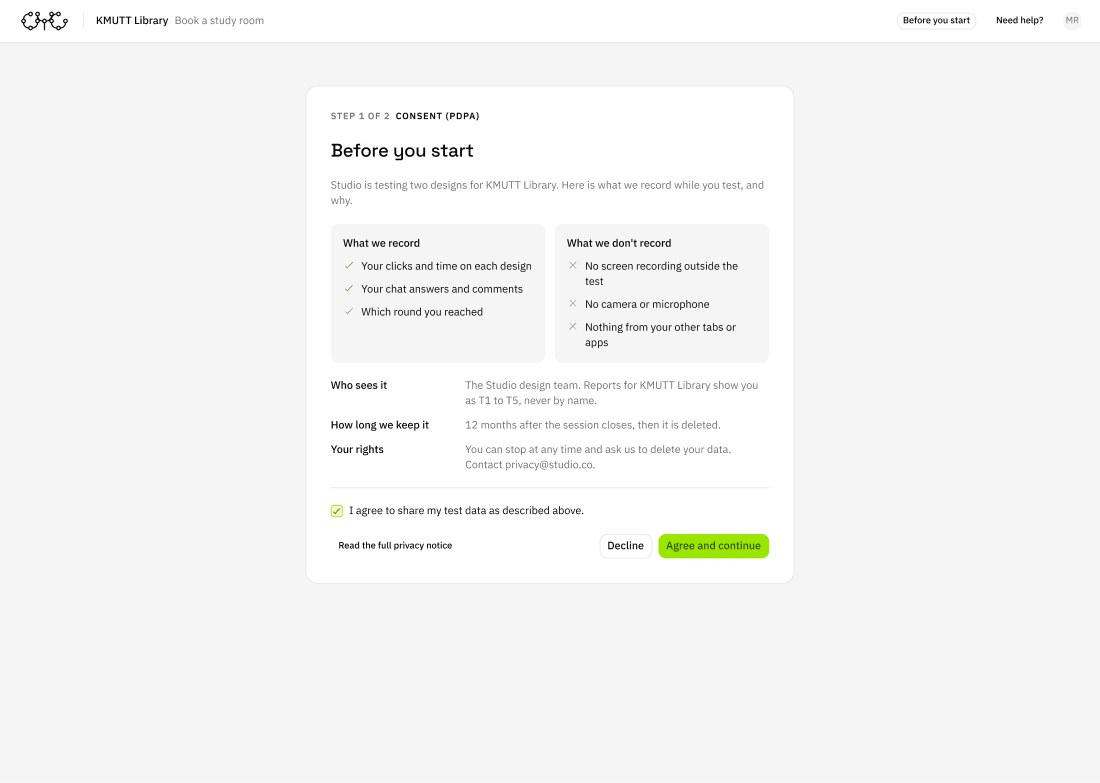 KMUTT Library Book a study room
Before you start
Need help?
MR
STEP 1 OF 2 CONSENT (PDPA)
Before you start
Studio is testing two designs for KMUTT Library. Here is what we record while you test, and
why.
What we record
Your clicks and time on each design
Your chat answers and comments
Which round you reached
What we don't record
No screen recording outside the
test
No camera or microphone
Nothing from your other tabs or
apps
Who sees it
The Studio design team. Reports for KMUTT Library show you
as T1 to T5, never by name.
How long we keep it
12 months after the session closes, then it is deleted.
Your rights
You can stop at any time and ask us to delete your data.
Contact privacy@studio.co.
I agree to share my test data as described above.
Read the full privacy notice
Decline
Agree and continue